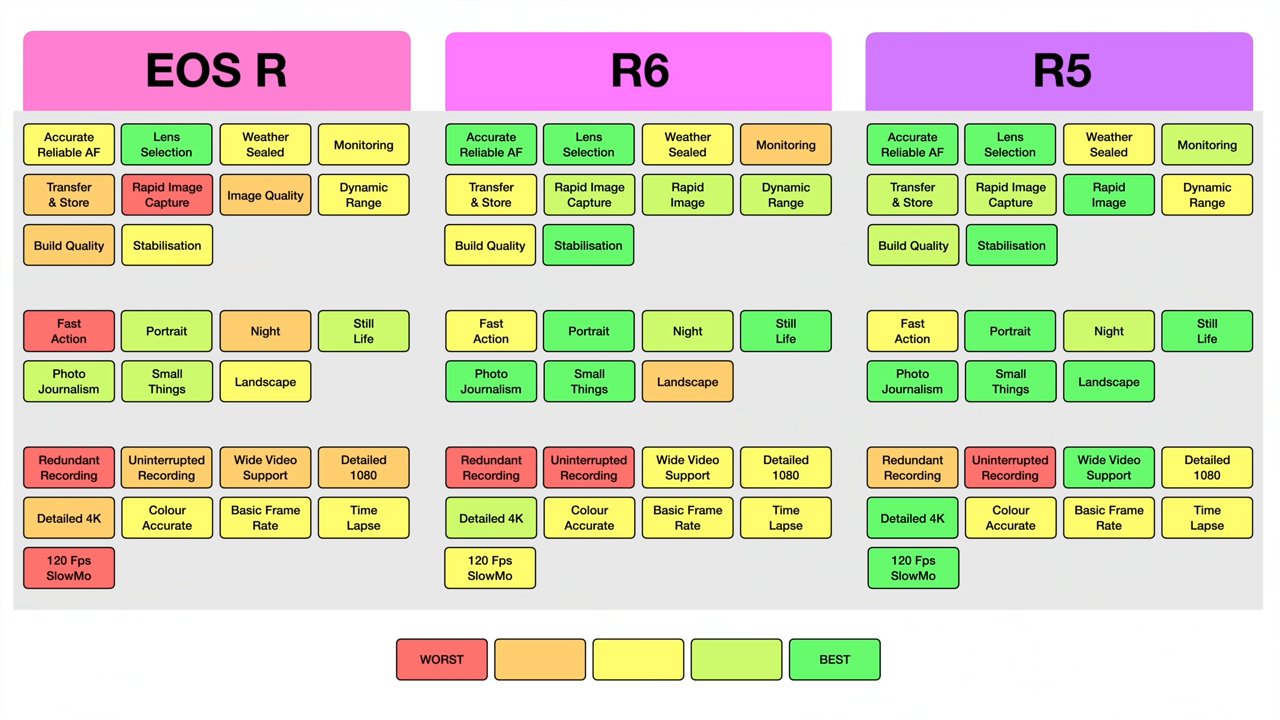 EOS R
R6
R5
Accurate
Reliable AF
Lens
Selection
Weather
Sealed
Monitoring
Transfer
& Store
Rapid Image
Capture
Image Quality
Dynamic
Range
Build Quality
Stabilisation
Fast
Action
Portrait
Night
Still
Life
Photo
Journalism
Small
Things
Landscape
Redundant
Recording
Uninterrupted
Recording
Wide Video
Support
Detailed
1080
Detailed 4K
Colour
Accurate
Basic Frame
Rate
Time
Lapse
120 Fps
SlowMo
Accurate
Reliable AF
Lens
Selection
Weather
Sealed
Monitoring
Transfer
& Store
Rapid Image
Capture
Rapid
Image
Dynamic
Range
Build Quality
Stabilisation
Fast
Action
Portrait
Night
Still
Life
Photo
Journalism
Small
Things
Landscape
Redundant
Recording
Uninterrupted
Recording
Wide Video
Support
Detailed
1080
Detailed 4K
Colour
Accurate
Basic Frame
Rate
Time
Lapse
120 Fps
SlowMo
Accurate
Reliable AF
Lens
Selection
Weather
Sealed
Monitoring
Transfer
& Store
Rapid Image
Capture
Rapid
Image
Dynamic
Range
Build Quality
Stabilisation
Fast
Action
Portrait
Night
Still
Life
Photo
Journalism
Small
Things
Landscape
Redundant
Recording
Uninterrupted
Recording
Wide Video
Support
Detailed
1080
Detailed 4K
Colour
Accurate
Basic Frame
Rate
Time
Lapse
120 Fps
SlowMo
WORST
BEST